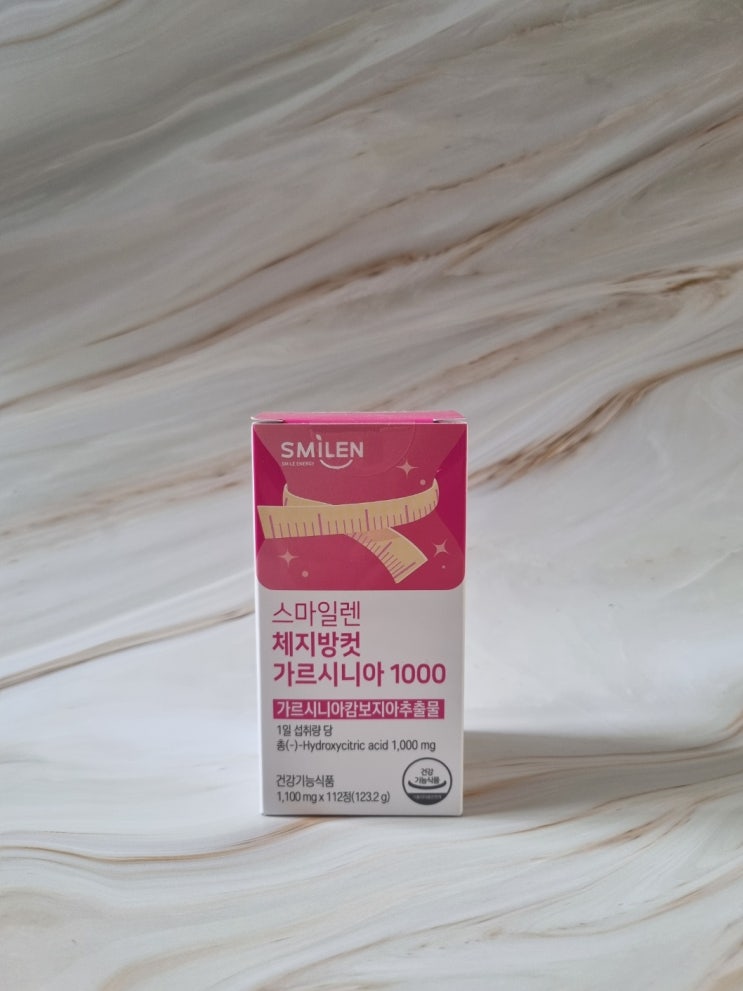 SMILEN
SMILE ENERGY
스마일렌
체지방컷
가르시니아 1000
가르시니아캄보지아추출물
1일 섭취량 당
총(-)-Hydroxycitric acid 1,000 mg
건강기능식품
1,100 mg x 112정(123.2 g)
건강
기능식품